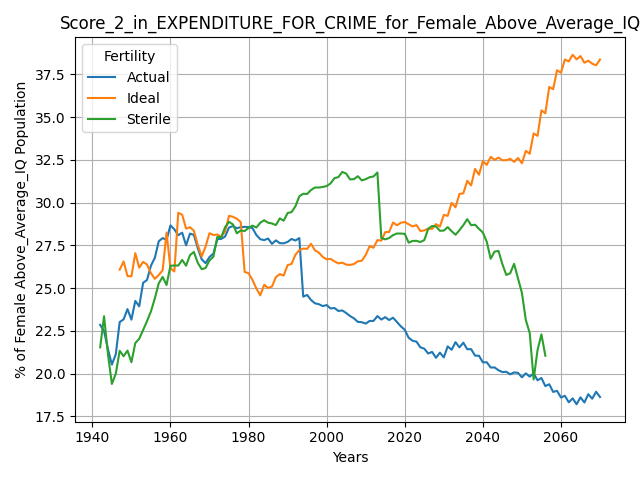 Score_2_in_EXPENDITURE_FOR_CRIME_for_Female_Above_Average_IQ
Fertility
Actual
Ideal
Sterile
% of Female Above_Average_IQ Population
37.5
35.0
32.5
30.0
27.5
25.0
22.5
20.0
17.5
1940 1960 1980 2000 2020 2040 2060
Years